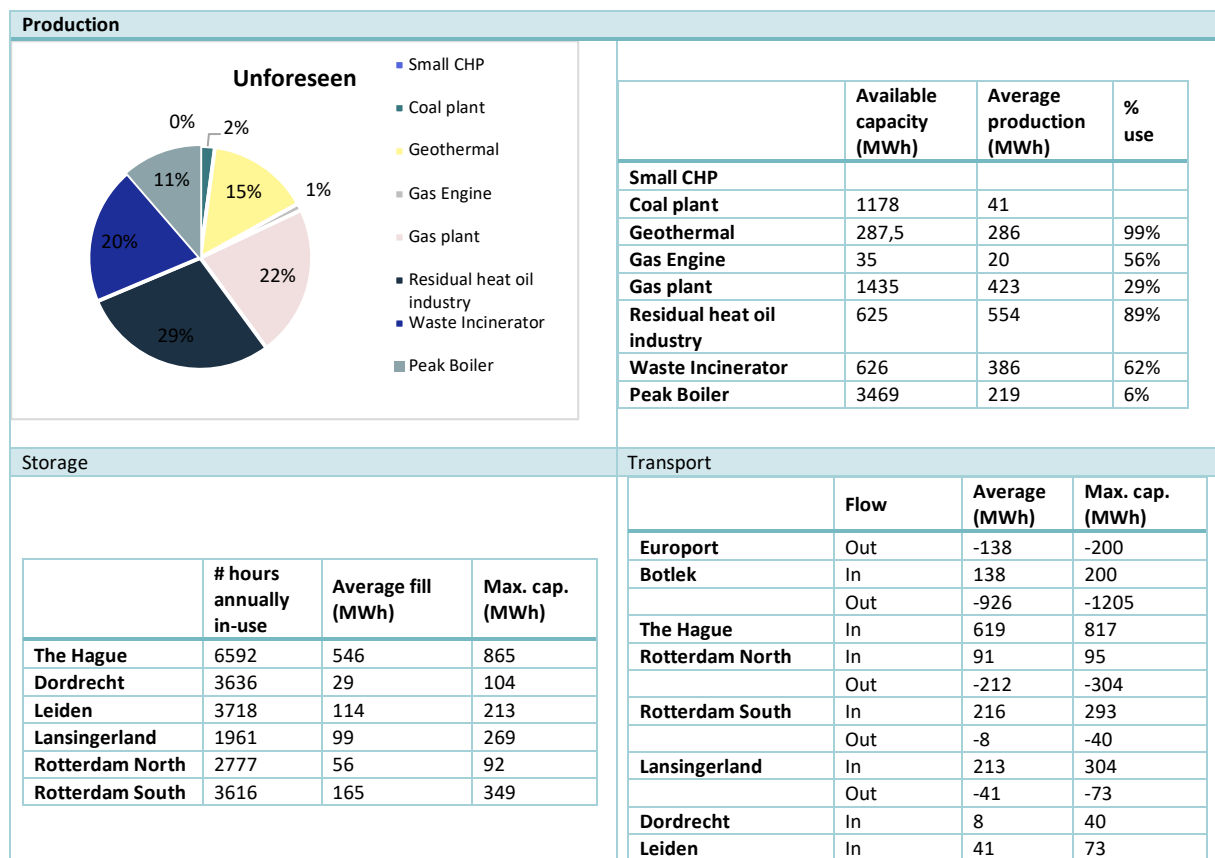 Production
Unforeseen
Small CHP
Coal plant
Geothermal
Gas Engine
Gas plant
Residual heat oil
industry
Waste Incinerator
Peak Boiler
0%
2%
15%
1%
22%
29%
20%
11%
Available capacity (MWh) Average production (MWh) % use
Small CHP
Coal plant 1178 41
Geothermal 287,5 286 99%
Gas Engine 35 20 56%
Gas plant 1435 423 29%
Residual heat oil industry 625 554 89%
Waste Incinerator 626 386 62%
Peak Boiler 3469 219 6%
Storage
# hours annually in-use Average fill (MWh) Max. cap. (MWh)
The Hague 6592 546 865
Dordrecht 3636 29 104
Leiden 3718 114 213
Lansingerland 1961 99 269
Rotterdam North 2777 56 92
Rotterdam South 3616 165 349
Transport
Flow Average (MWh) Max. cap. (MWh)
Europort Out -138 -200
Botlek In 138 200
Out -926 -1205
The Hague In 619 817
Rotterdam North In 91 95
Out -212 -304
Rotterdam South In 216 293
Out -8 -40
Lansingerland In 213 304
Out -41 -73
Dordrecht In 8 40
Leiden In 41 73